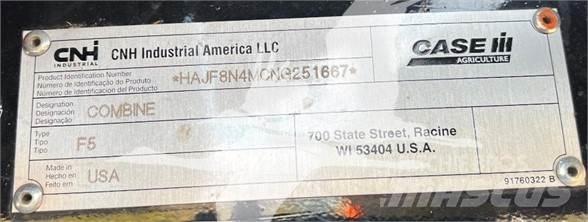 CNH INDUSTRIAL CNH Industrial America LLC CASE IH AGRICULTURE
Product Identification Number
Número de Identificação do Produto
Número de Identificación del Producto
*HAJF8N4MCNG251667*
Designation
Designación
Designação
COMBINE
Type
Tipo
Tipo
F5
700 State Street, Racine
WI 53404 U.S.A.
Made in
Hecho en
Feito em
USA
91760322 B
Mascus